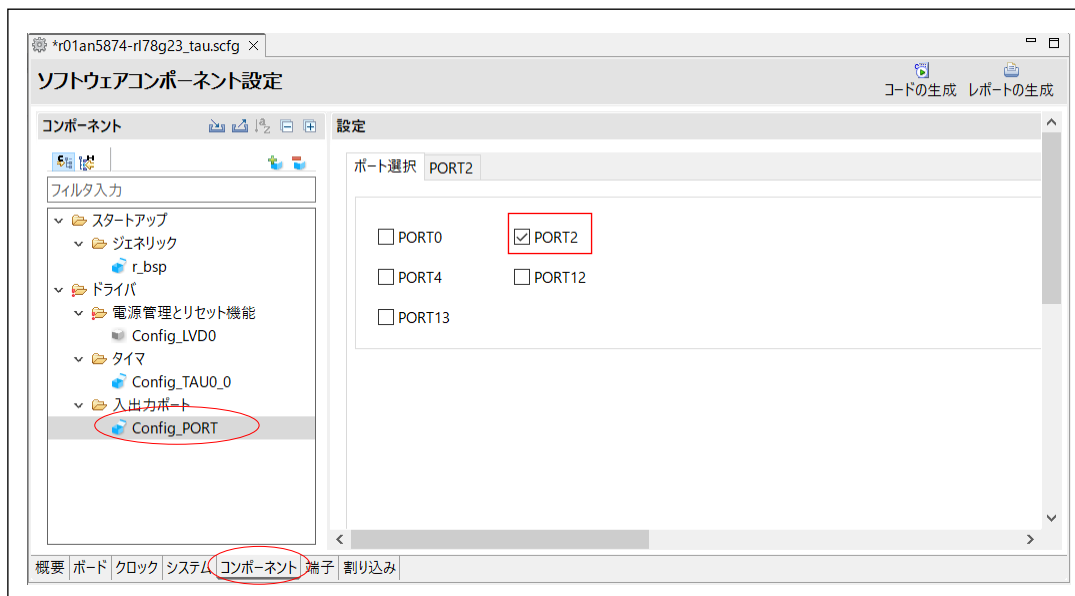 *r01an5874-rl78g23_tau.scfg
ソフトウェアコンポーネント設定
コードの生成 レポートの生成
コンポーネント
設定
ポート選択 PORT2
フィルタ入力
スタートアップ
ジェネリック
r_bsp
ドライバ
電源管理とリセット機能
Config_LVD0
タイマ
Config_TAU0_0
入出力ポート
Config_PORT
PORT0 PORT2
PORT4 PORT12
PORT13
概要 ボード クロック システム コンポーネント 端子 割り込み